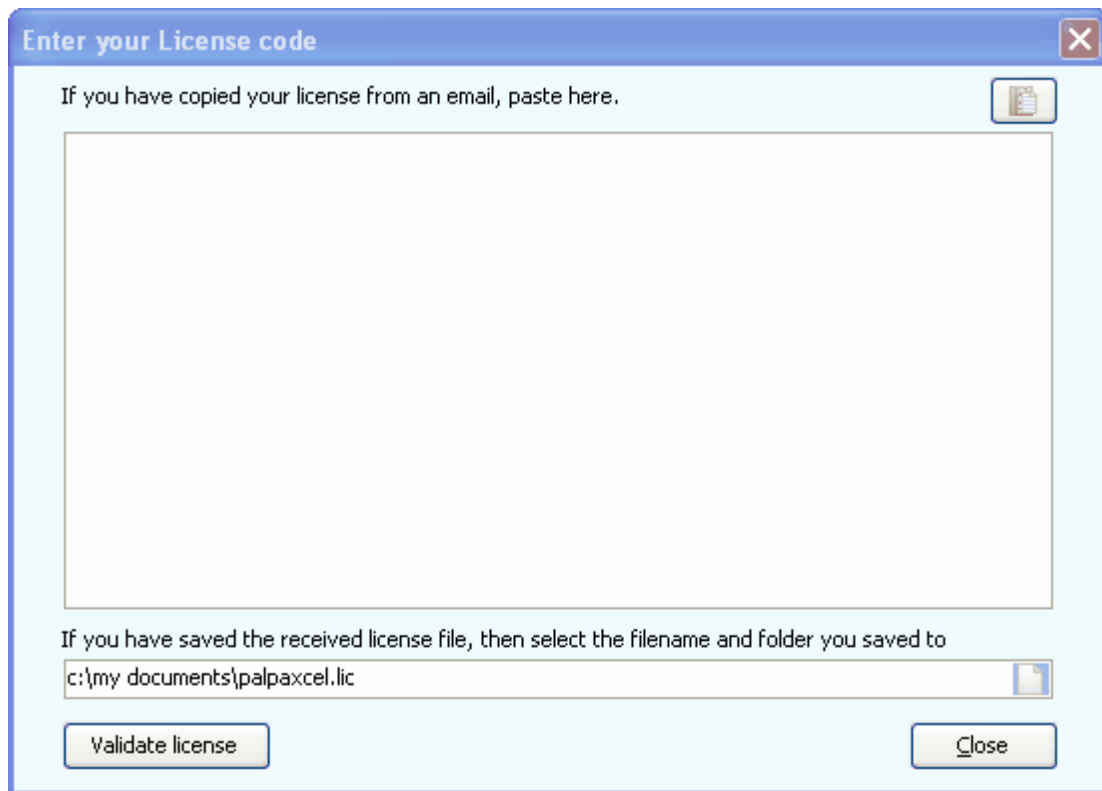 Enter your License code
If you have copied your license from an email, paste here.
If you have saved the received license file, then select the filename and folder you saved to
c:\my documents\palpaxcel.lic
Validate license
Close